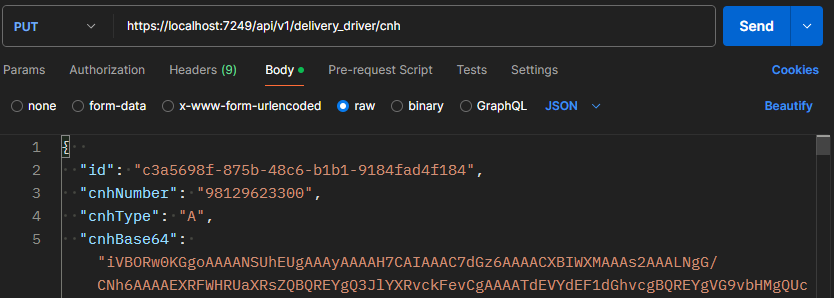 PUT https://localhost:7249/api/v1/delivery_driver/cnh Send
Params Authorization Headers (9) Body Pre-request Script Tests Settings Cookies
none form-data x-www-form-urlencoded raw binary GraphQL JSON Beautify
1 {
2 "id": "c3a5698f-875b-48c6-b1b1-9184fad4f184",
3 "cnhNumber": "98129623300",
4 "cnhType": "A",
5 "cnhBase64":
"iVBORw0KGgoAAAANSUhEUgAAAyAAAAH7CAIAAAC7dGz6AAAACXBIWXMAAAs2AAALNgG/
CNh6AAAAEXRFWHRUaXRsZQBQREYgQ3JlYXRvckFevCgAAAATdEVYdEF1dGhvcgBQREYgVG9vbHMgQUc